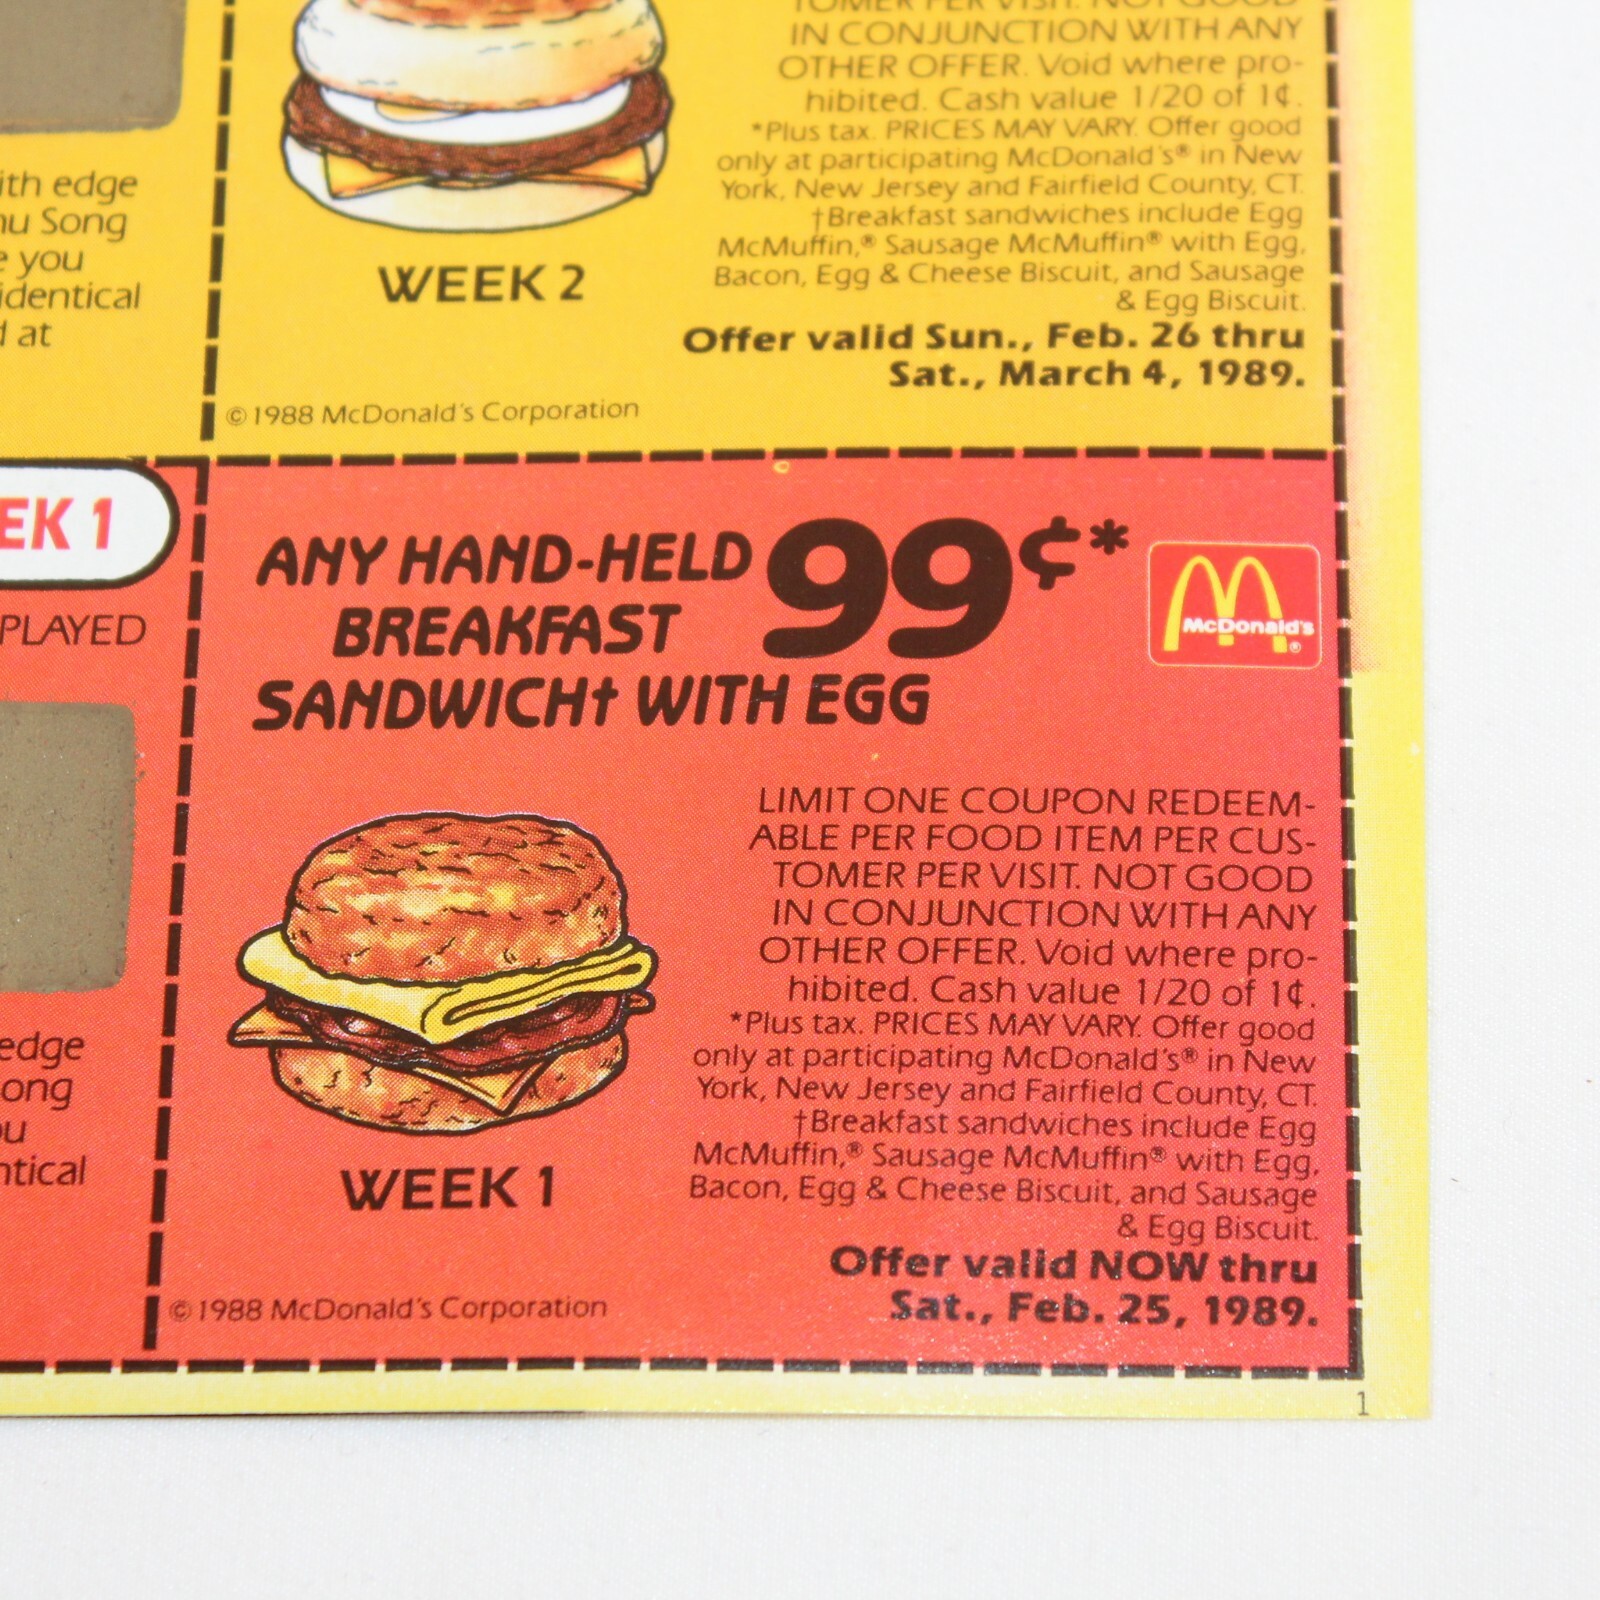 TOMER PER VISIT. NOT GOOD
IN CONJUNCTION WITH ANY
OTHER OFFER. Void where pro-
hibited. Cash value 1/20 of 1¢.
*Plus tax. PRICES MAY VARY. Offer good
only at participating McDonald's® in New
York, New Jersey and Fairfield County, CT.
†Breakfast sandwiches include Egg
McMuffin,® Sausage McMuffin® with Egg,
Bacon, Egg & Cheese Biscuit, and Sausage
& Egg Biscuit.
Offer valid Sun., Feb. 26 thru
Sat., March 4, 1989.
WEEK 2
© 1988 McDonald's Corporation
ith edge
nu Song
e you
identical
d at
EK 1
PLAYED
edge
ong
ou
ntical
ANY HAND-HELD
BREAKFAST
SANDWICH† WITH EGG
99¢*
McDonald's®
LIMIT ONE COUPON REDEEM-
ABLE PER FOOD ITEM PER CUS-
TOMER PER VISIT. NOT GOOD
IN CONJUNCTION WITH ANY
OTHER OFFER. Void where pro-
hibited. Cash value 1/20 of 1¢.
*Plus tax. PRICES MAY VARY. Offer good
only at participating McDonald's® in New
York, New Jersey and Fairfield County, CT.
†Breakfast sandwiches include Egg
McMuffin,® Sausage McMuffin® with Egg,
Bacon, Egg & Cheese Biscuit, and Sausage
& Egg Biscuit.
Offer valid NOW thru
Sat., Feb. 25, 1989.
WEEK 1
© 1988 McDonald's Corporation
1